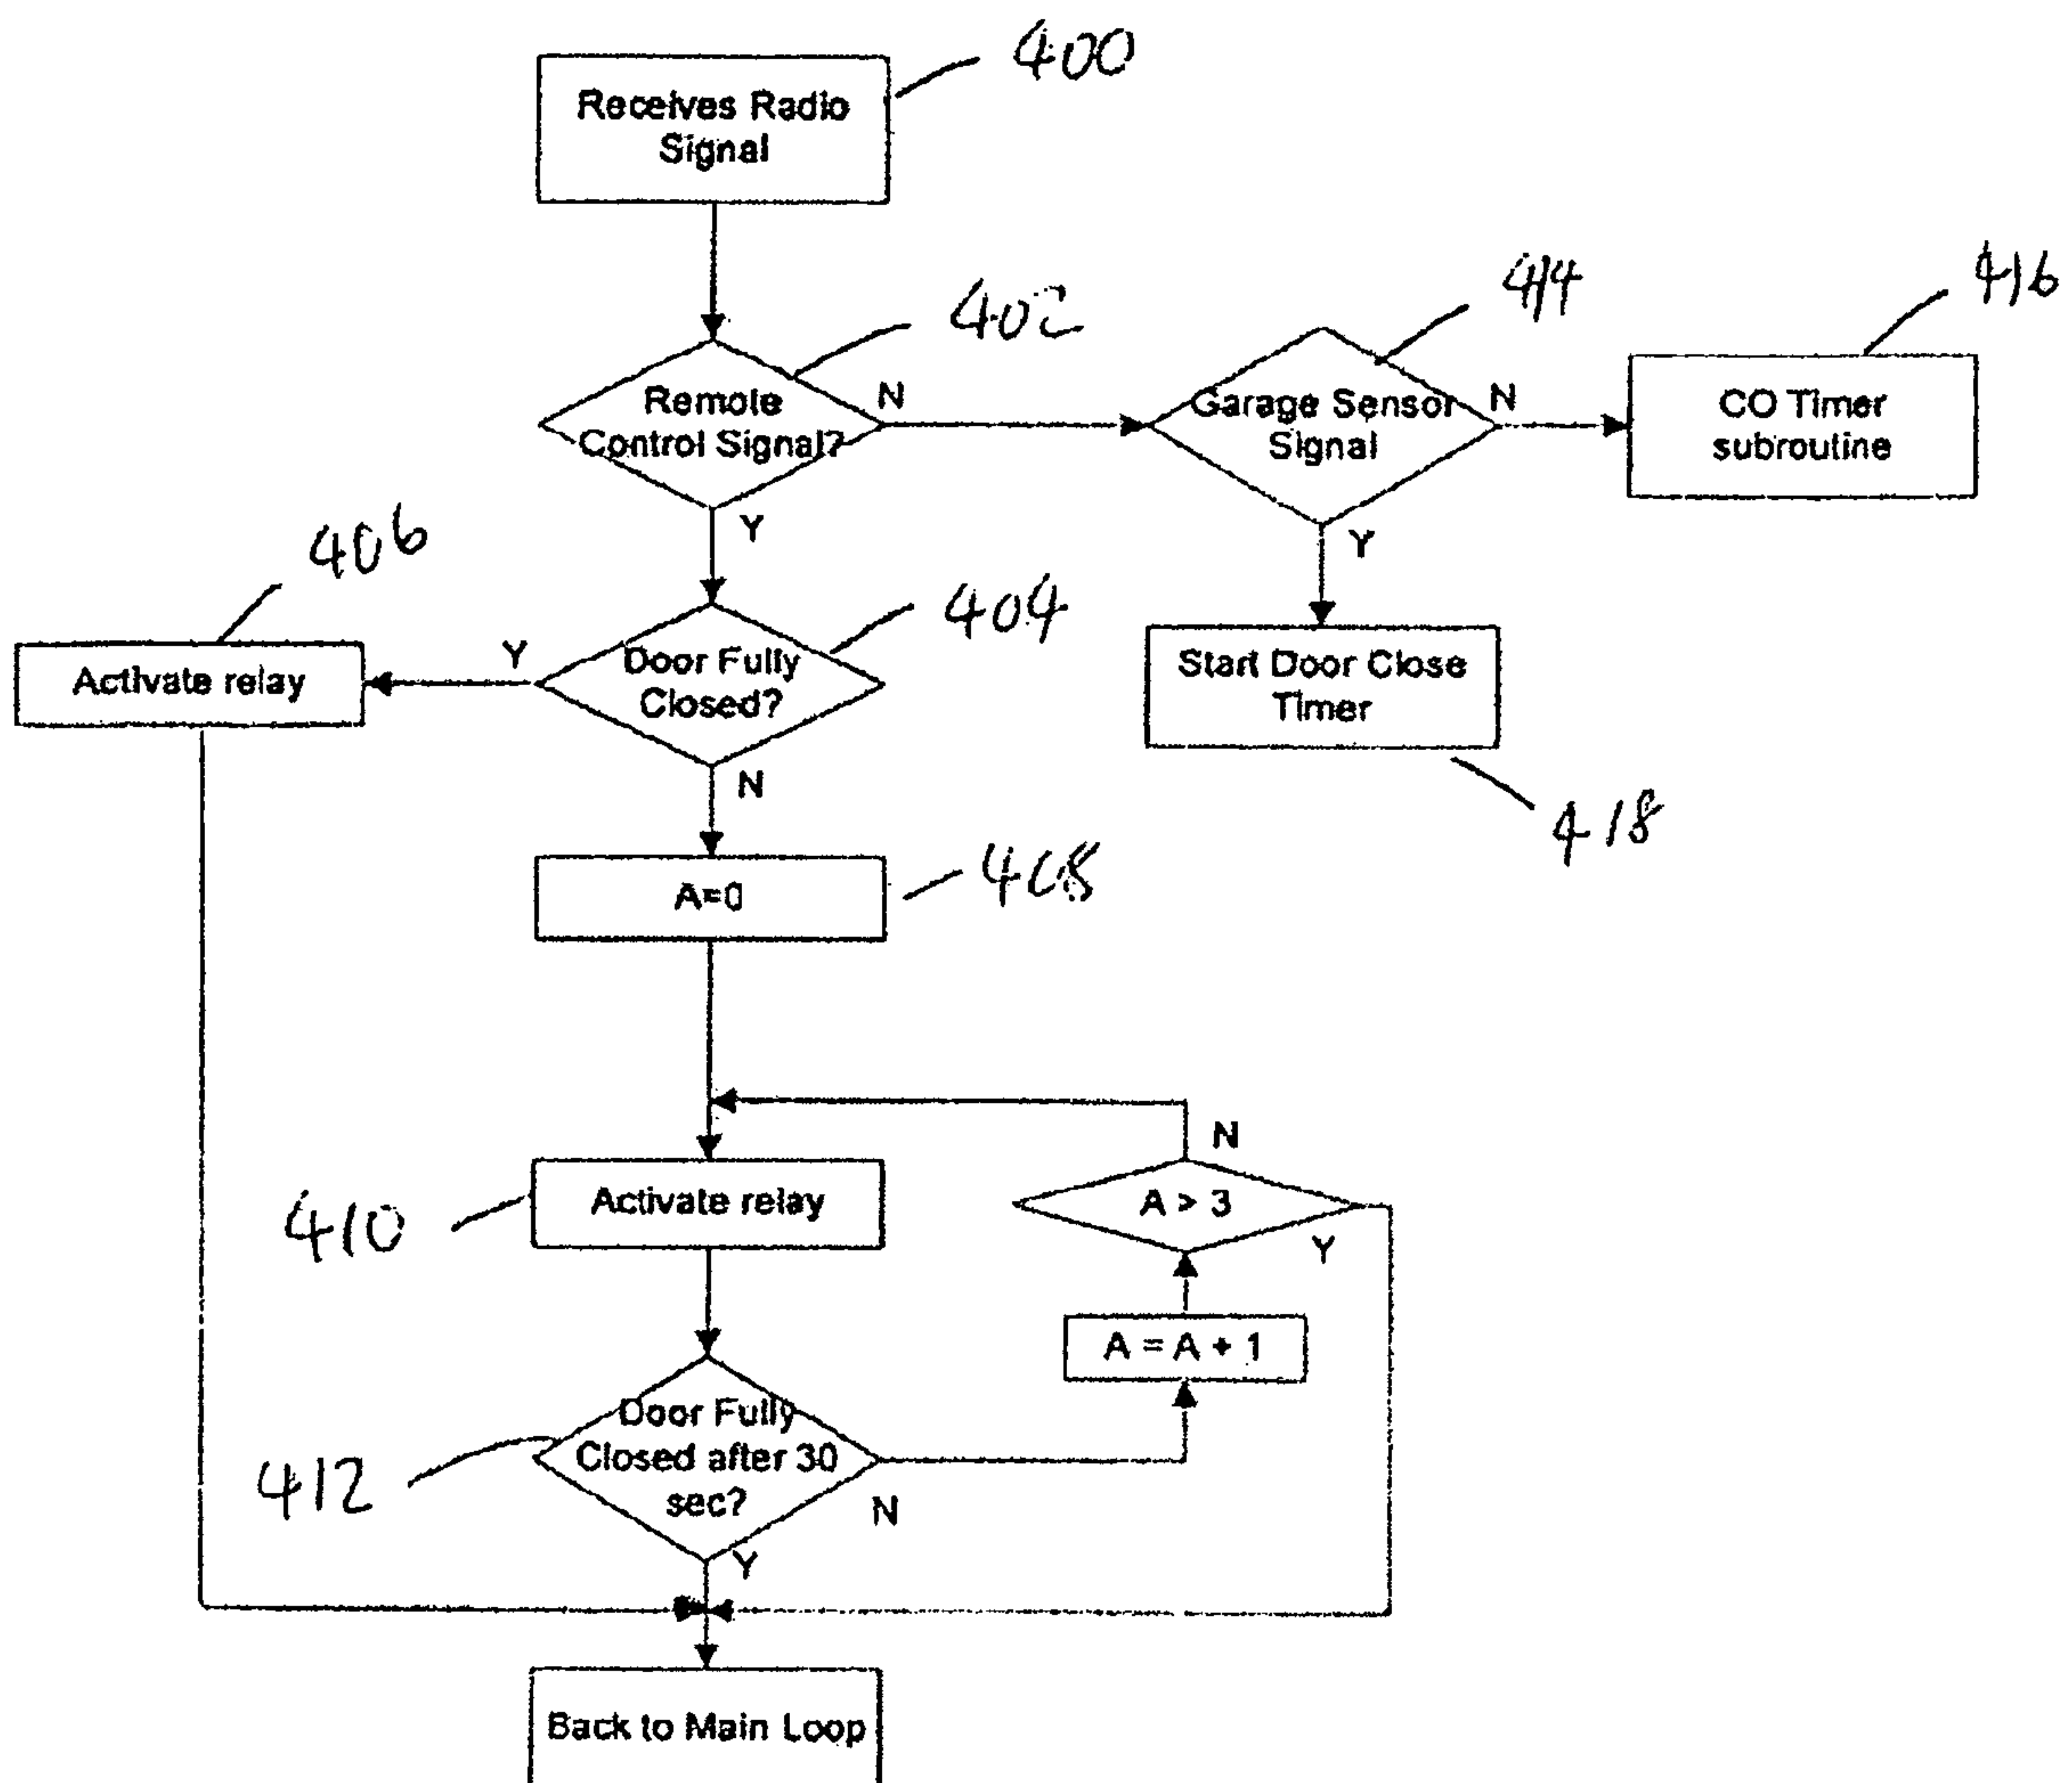 400
Receives Radio
Signal
402
414
416
Remote
Control Signal?
N
Garage Sensor
Signal
N
CO Timer
subroutine
Y
Y
406
404
Activate relay
Y
Door Fully
Closed?
Start Door Close
Timer
N
418
A=0
408
N
410
Activate relay
A > 3
Y
A = A + 1
412
Door Fully
Closed after 30
sec?
N
Y
Back to Main Loop